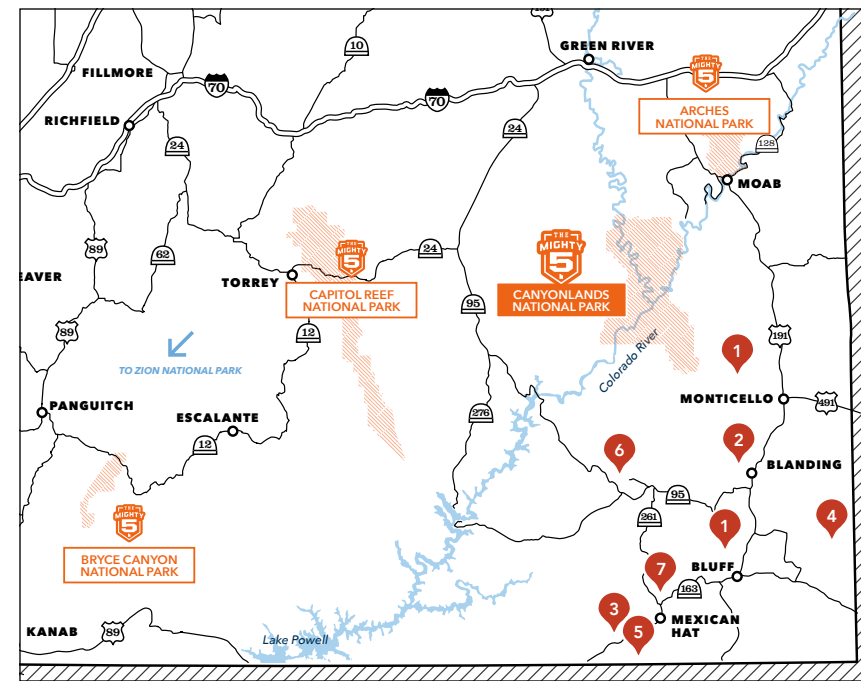 191
10
GREEN RIVER
THE
MIGHTY
5
FILLMORE
70
70
ARCHES
NATIONAL PARK
RICHFIELD
24
24
128
MOAB
89
62
THE
MIGHTY
5
24
THE
MIGHTY
5
EAVER
TORREY
CAPITOL REEF
NATIONAL PARK
CANYONLANDS
NATIONAL PARK
95
89
12
191
TO ZION NATIONAL PARK
Colorado River
1
PANGUITCH
MONTICELLO
491
ESCALANTE
276
12
2
6
BLANDING
95
THE
MIGHTY
5
261
1
4
BRYCE CANYON
NATIONAL PARK
7
BLUFF
163
3
MEXICAN
HAT
5
KANAB
89
Lake Powell